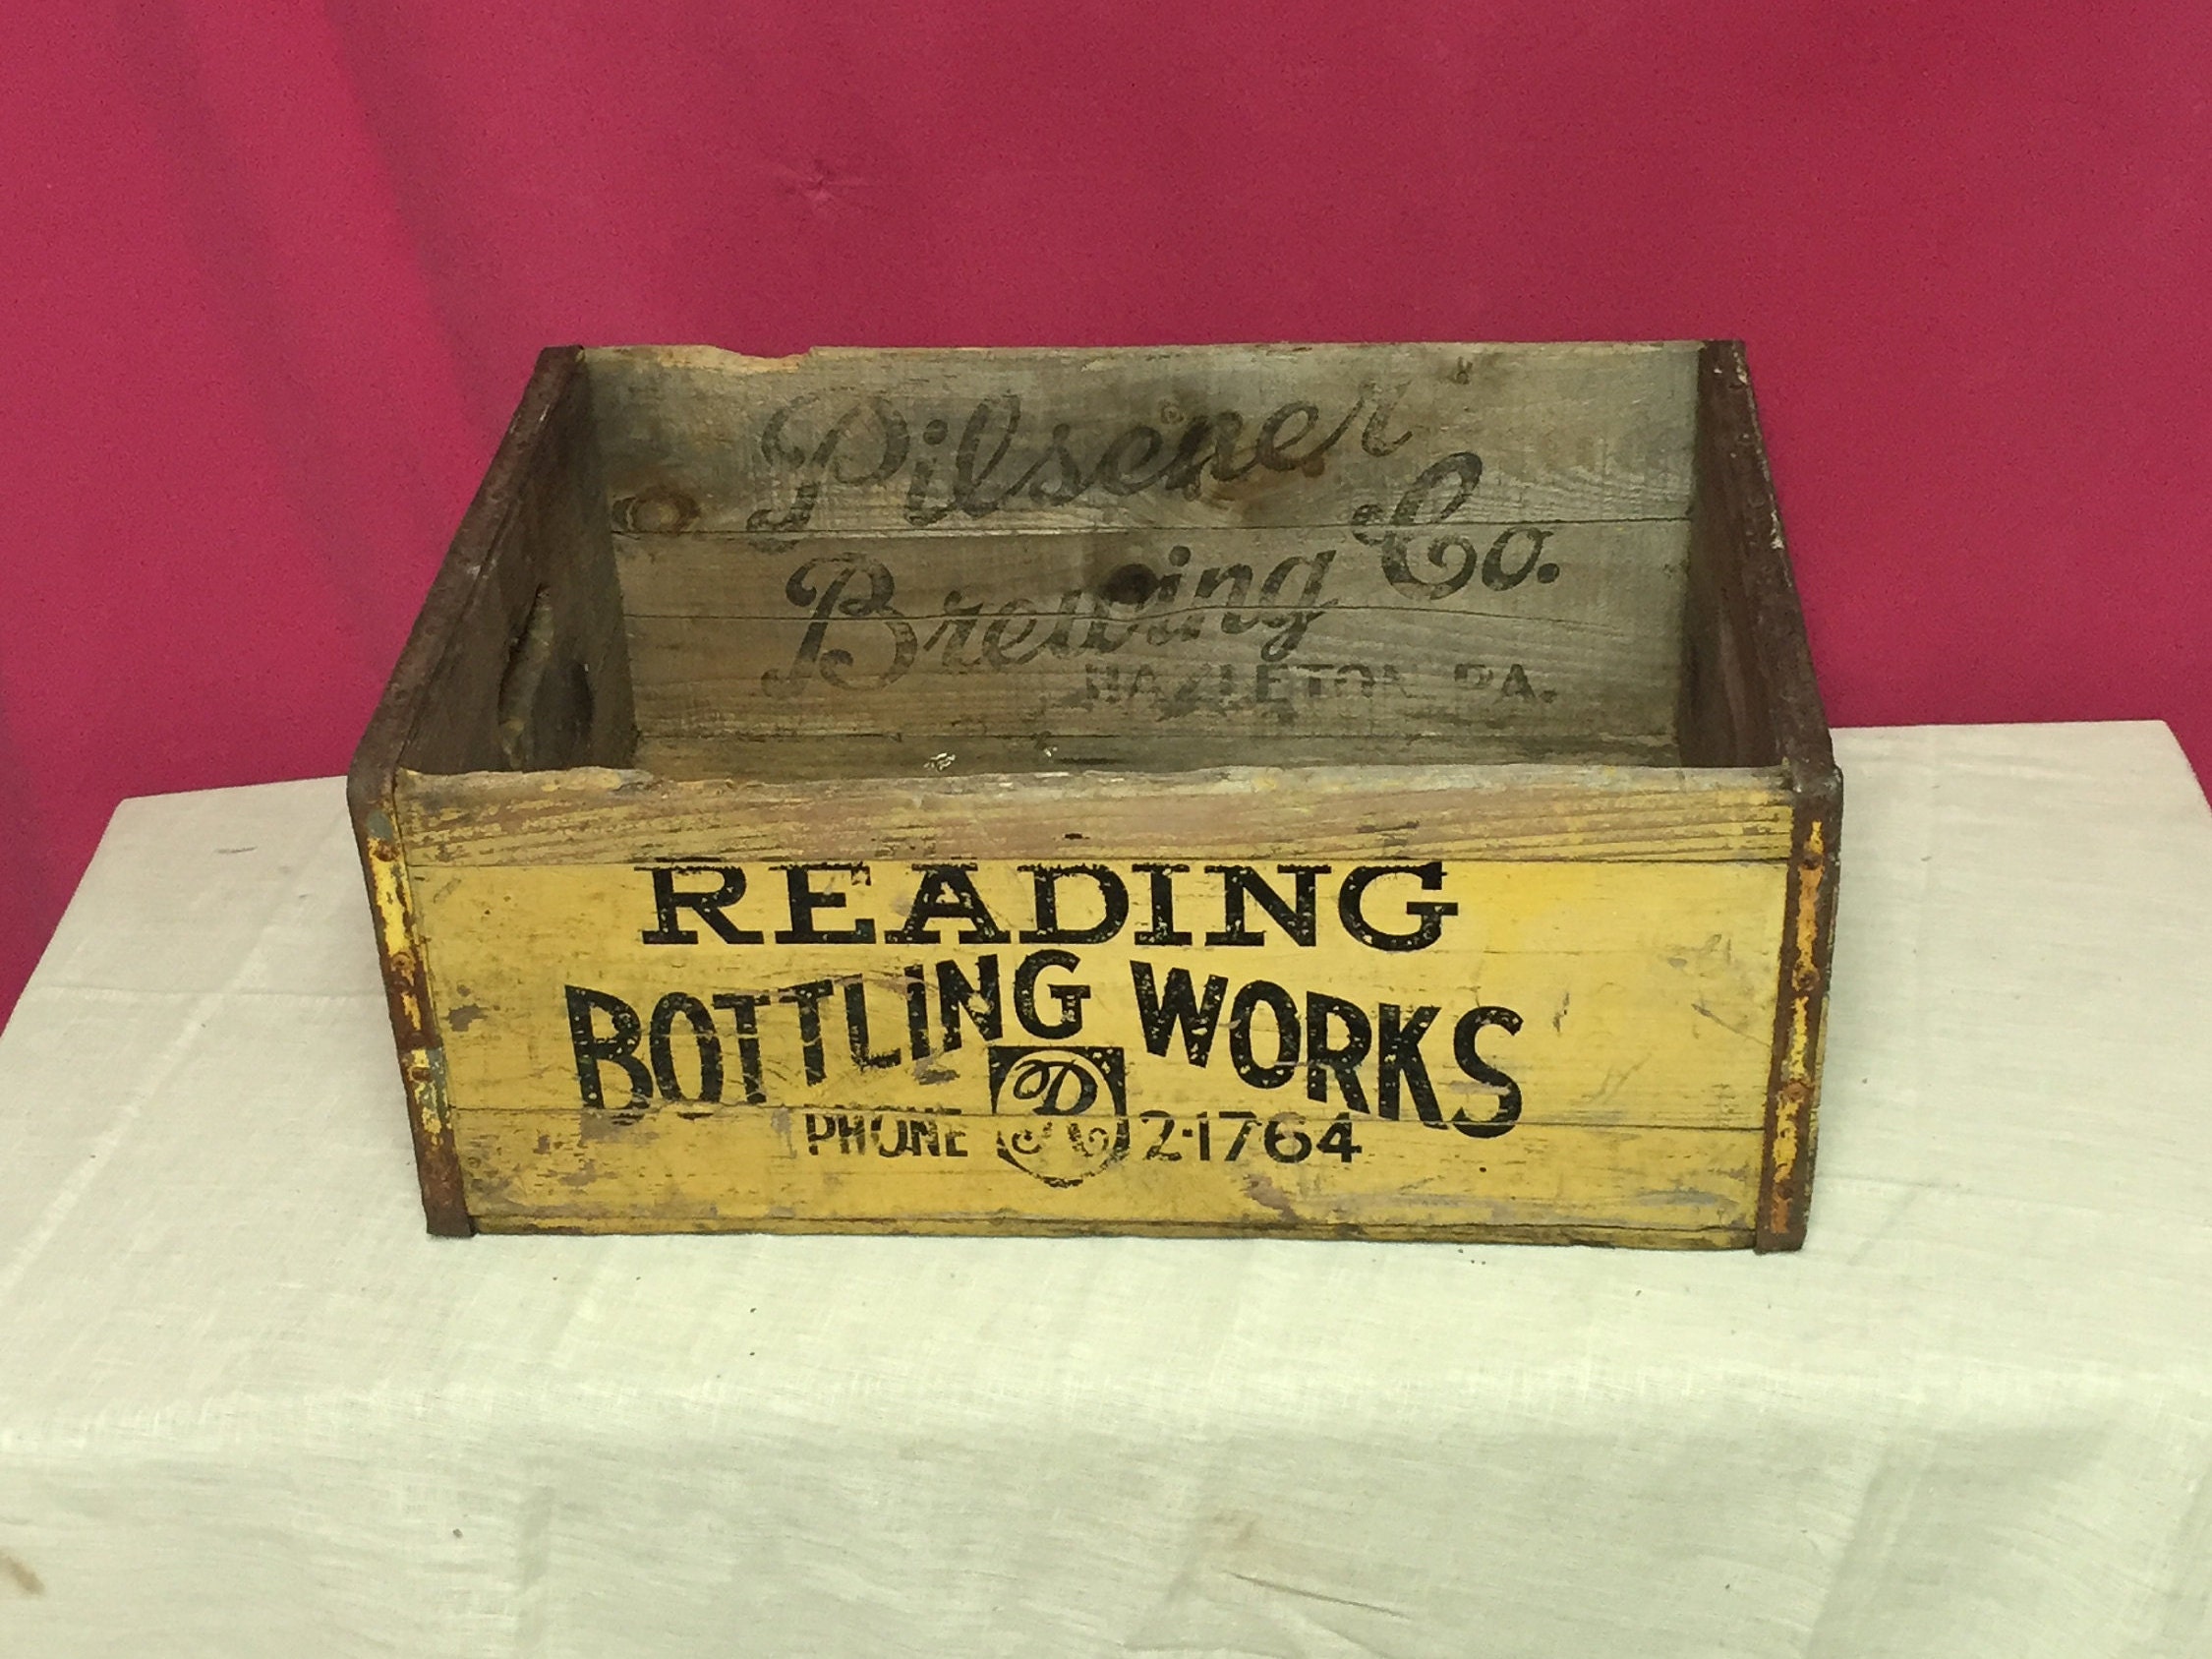 Pilsener
Brewing Co.
HAZLETON, PA.
READING
BOTTLING WORKS
PHONE R 2-1764